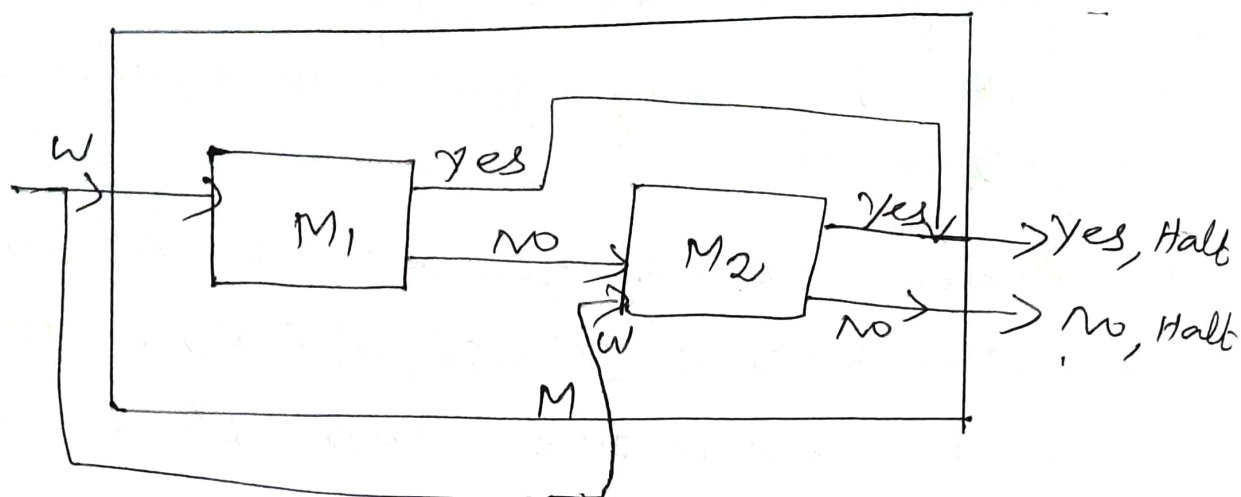 W
M1
Yes
NO
M2
W
Yes
NO
Yes, Halt
No, Halt
M